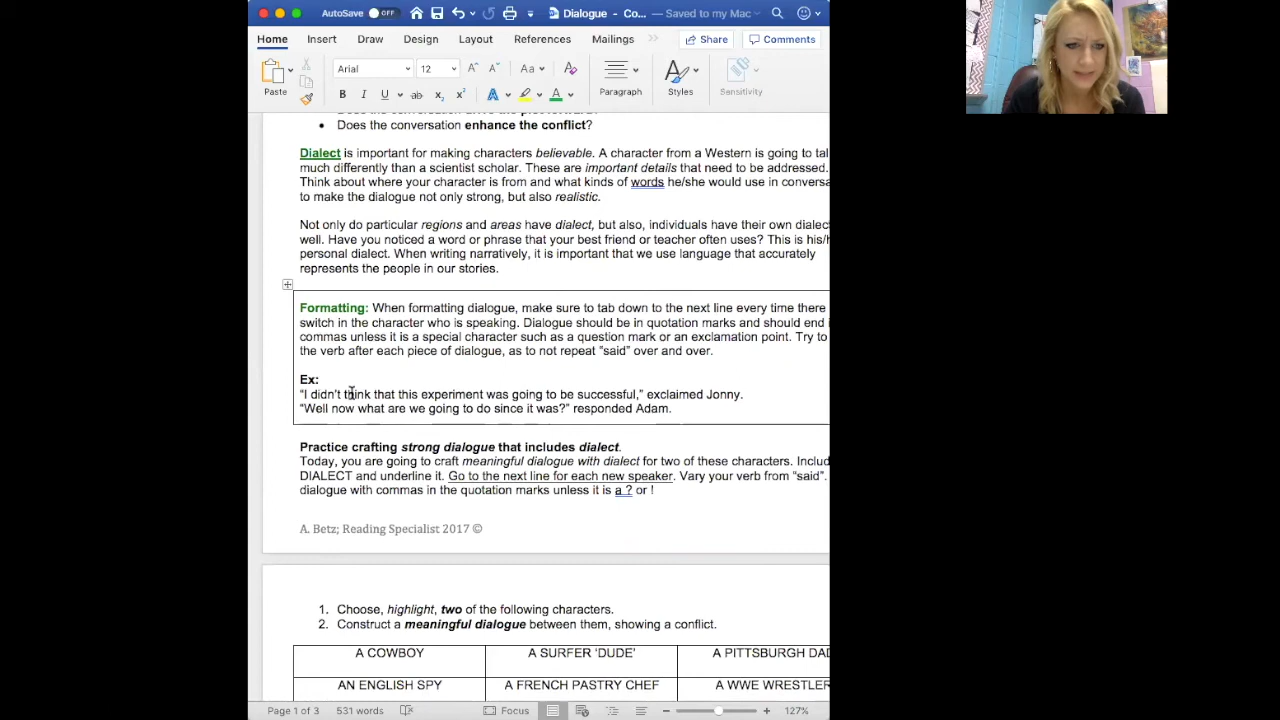 AutoSave OFF Dialogue - Co... — Saved to my Mac
Home Insert Draw Design Layout References Mailings Share Comments
Paste Arial 12 Aa Paragraph Styles Sensitivity
B I U ab x₂ x² A A
• Does the conversation enhance the conflict?
Dialect is important for making characters believable. A character from a Western is going to tal
much differently than a scientist scholar. These are important details that need to be addressed.
Think about where your character is from and what kinds of words he/she would use in conversa
to make the dialogue not only strong, but also realistic.
Not only do particular regions and areas have dialect, but also, individuals have their own dialect
well. Have you noticed a word or phrase that your best friend or teacher often uses? This is his/h
personal dialect. When writing narratively, it is important that we use language that accurately
represents the people in our stories.
Formatting: When formatting dialogue, make sure to tab down to the next line every time there
switch in the character who is speaking. Dialogue should be in quotation marks and should end i
commas unless it is a special character such as a question mark or an exclamation point. Try to
the verb after each piece of dialogue, as to not repeat “said” over and over.
Ex:
“I didn’t think that this experiment was going to be successful,” exclaimed Jonny.
“Well now what are we going to do since it was?” responded Adam.
Practice crafting strong dialogue that includes dialect.
Today, you are going to craft meaningful dialogue with dialect for two of these characters. Includ
DIALECT and underline it. Go to the next line for each new speaker. Vary your verb from “said”.
dialogue with commas in the quotation marks unless it is a ? or !
A. Betz; Reading Specialist 2017 ©
1. Choose, highlight, two of the following characters.
2. Construct a meaningful dialogue between them, showing a conflict.
A COWBOY A SURFER ‘DUDE’ A PITTSBURGH DAD
AN ENGLISH SPY A FRENCH PASTRY CHEF A WWE WRESTLER
Page 1 of 3 531 words Focus 127%